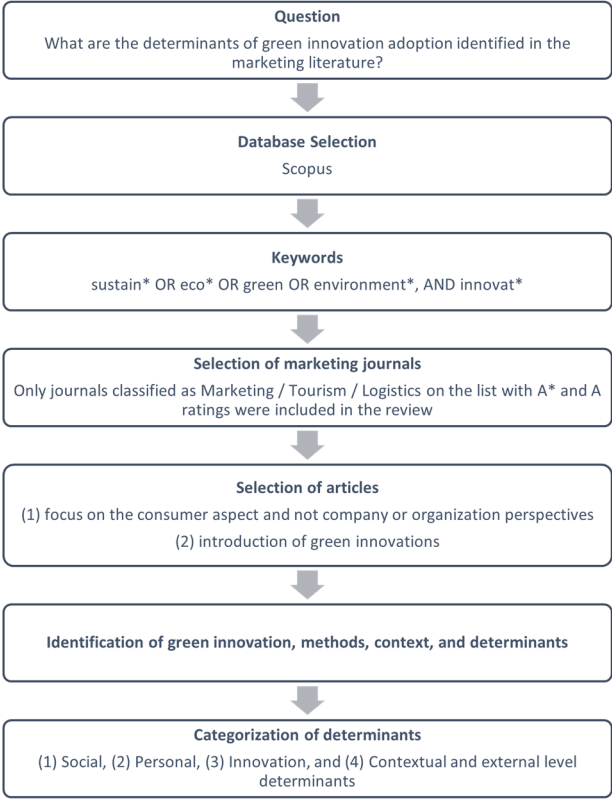 Question
What are the determinants of green innovation adoption identified in the
marketing literature?
Database Selection
Scopus
Keywords
sustain* OR eco* OR green OR environment*, AND innovat*
Selection of marketing journals
Only journals classified as Marketing / Tourism / Logistics on the list with A* and A
ratings were included in the review
Selection of articles
(1) focus on the consumer aspect and not company or organization perspectives
(2) introduction of green innovations
Identification of green innovation, methods, context, and determinants
Categorization of determinants
(1) Social, (2) Personal, (3) Innovation, and (4) Contextual and external level
determinants